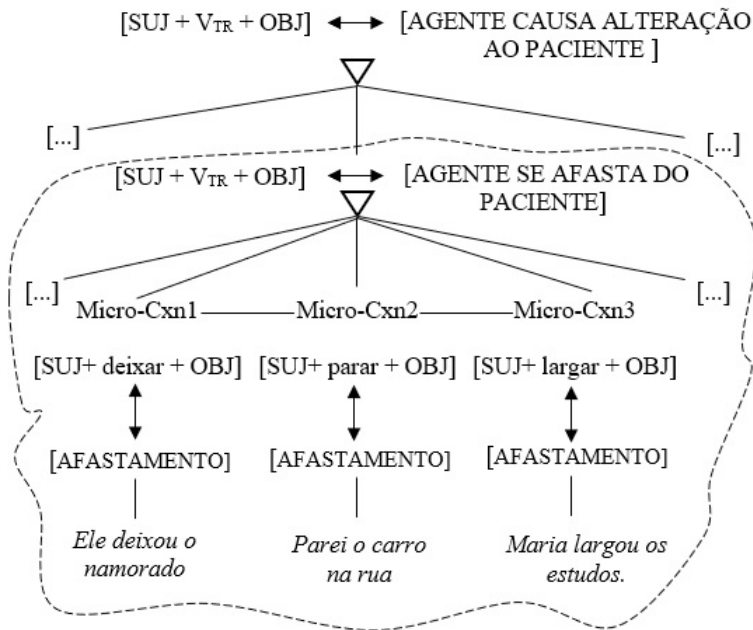 [SUJ + VTR + OBJ] ↔ [AGENTE CAUSA ALTERAÇÃO
AO PACIENTE ]
[...]
[...]
[SUJ + VTR + OBJ] ↔ [AGENTE SE AFASTA DO
PACIENTE]
[...]
[...]
Micro-Cxn1 Micro-Cxn2 Micro-Cxn3
[SUJ+ deixar + OBJ] [SUJ+ parar + OBJ] [SUJ+ largar + OBJ]
[AFASTAMENTO] [AFASTAMENTO] [AFASTAMENTO]
Ele deixou o
namorado
Parei o carro
na rua
Maria largou os
estudos.